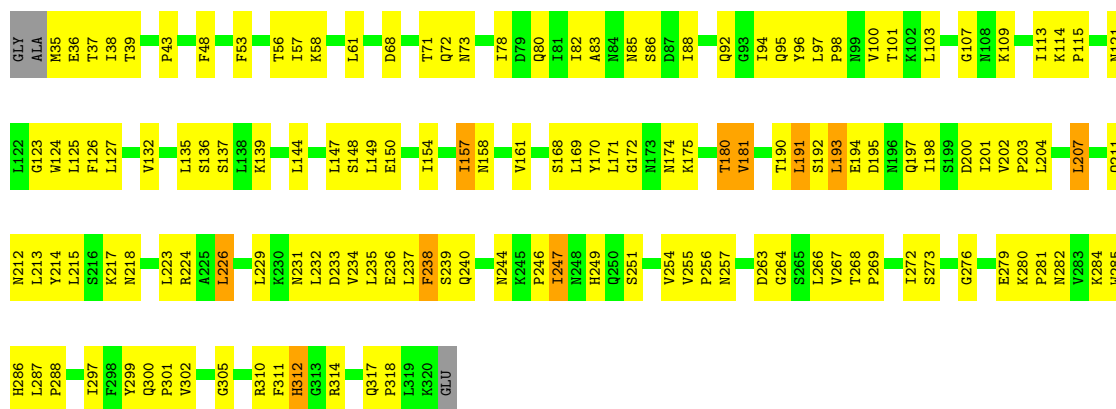 GLY ALA M35 E36 T37 I38 T39 P43 F48 F53 T56 I57 K58 L61 D68 T71 Q72 N73 I78 D79 Q80 I81 I82 A83 N84 N85 S86 D87 I88 Q92 G93 I94 Q95 Y96 L97 P98 N99 V100 T101 K102 L103 G107 N108 K109 I113 K114 P115
L122 G123 W124 L125 F126 L127 V132 L135 S136 S137 L138 K139 L144 L147 S148 L149 E150 I154 I157 N158 V161 S168 L169 Y170 L171 G172 N173 N174 K175 T180 V181 T190 L191 S192 L193 E194 D195 N196 Q197 I198 S199 D200 I201 V202 P203 L204 L207
N212 L213 Y214 L215 S216 K217 N218 L223 R224 A225 L226 L229 K230 N231 L232 D233 V234 L235 E236 L237 F238 S239 Q240 N244 K245 P246 I247 N248 H249 Q250 S251 V254 V255 P256 N257 D263 G264 S265 L266 V267 T268 P269 I272 S273 G276 E279 K280 P281 N282 V283 K284
H286 L287 P288 I297 F298 Y299 Q300 P301 V302 G305 R310 F311 H312 G313 R314 Q317 P318 L319 K320 GLU